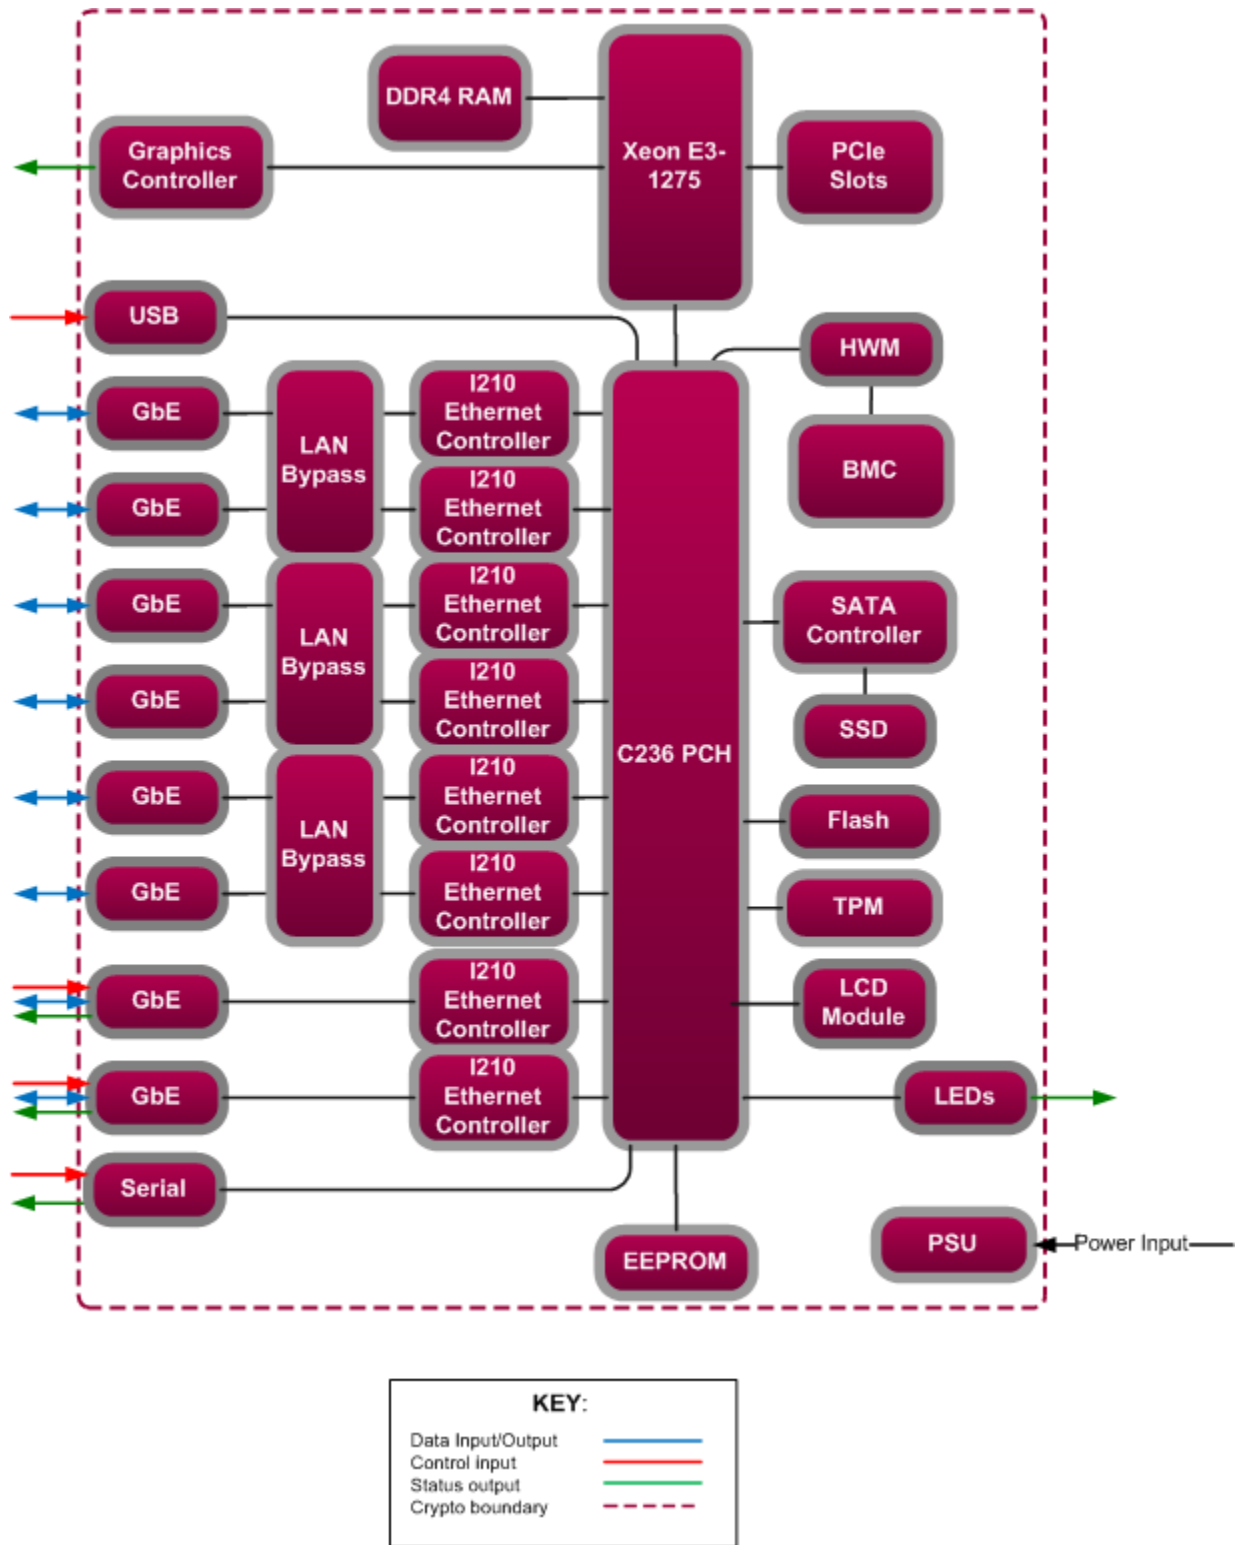 DDR4 RAM
Graphics
Controller
Xeon E3-
1275
PCIe
Slots
USB
HWM
GbE
LAN
Bypass
I210
Ethernet
Controller
BMC
GbE
I210
Ethernet
Controller
GbE
LAN
Bypass
I210
Ethernet
Controller
SATA
Controller
GbE
I210
Ethernet
Controller
SSD
C236 PCH
GbE
LAN
Bypass
I210
Ethernet
Controller
Flash
GbE
I210
Ethernet
Controller
TPM
GbE
I210
Ethernet
Controller
LCD
Module
GbE
I210
Ethernet
Controller
LEDs
Serial
EEPROM
PSU
Power Input
KEY:
Data Input/Output
Control input
Status output
Crypto boundary